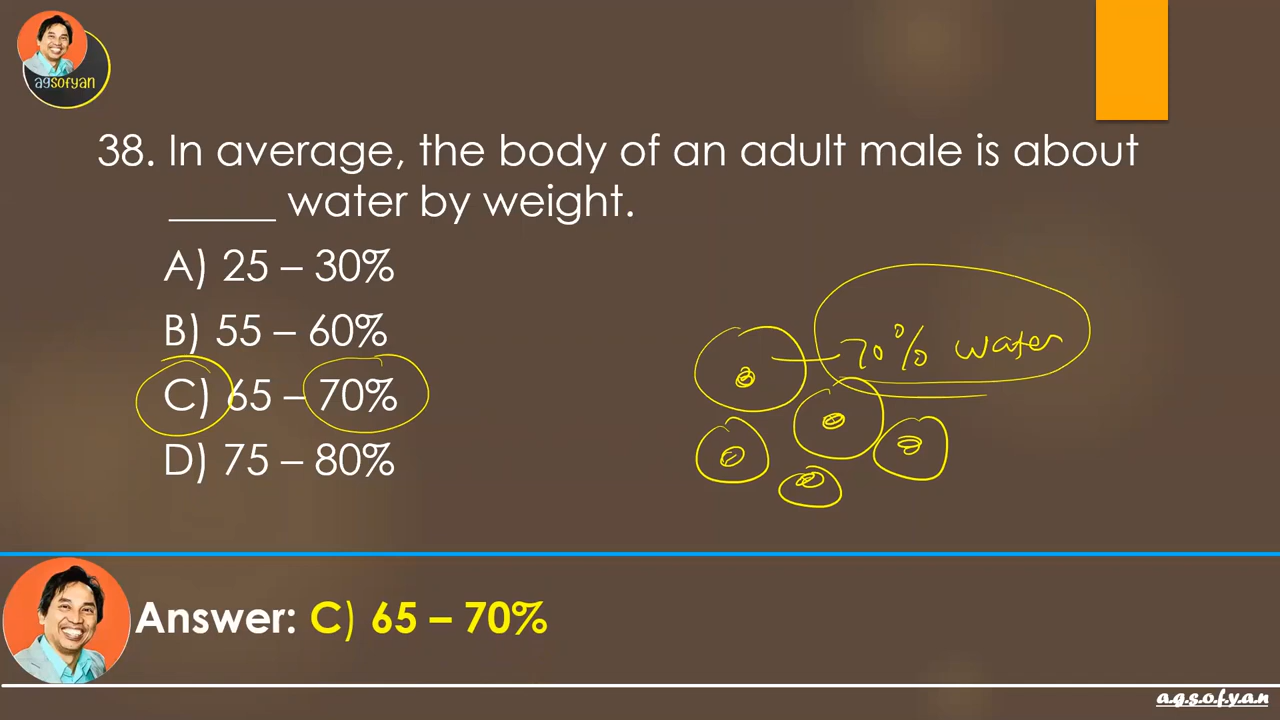 agsofyan
38. In average, the body of an adult male is about
_____ water by weight.
A) 25 – 30%
B) 55 – 60%
C) 65 – 70%
D) 75 – 80%
70% water
Answer: C) 65 – 70%
a.g.s.o.f.y.a.n